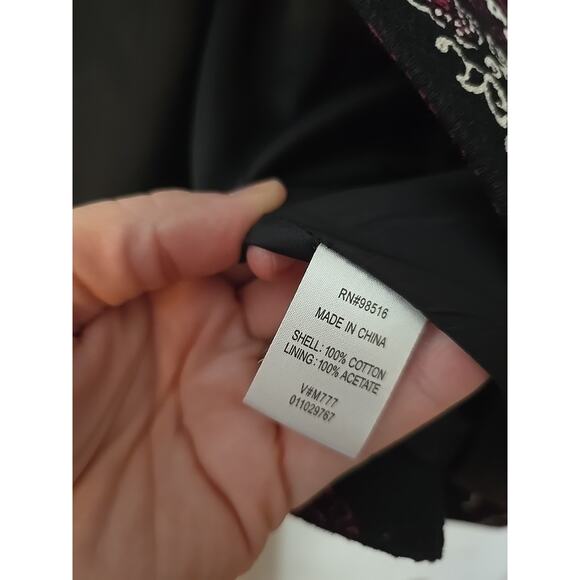 RN#98516
MADE IN CHINA
SHELL: 100% COTTON
LINING: 100% ACETATE
V#M777
011029767